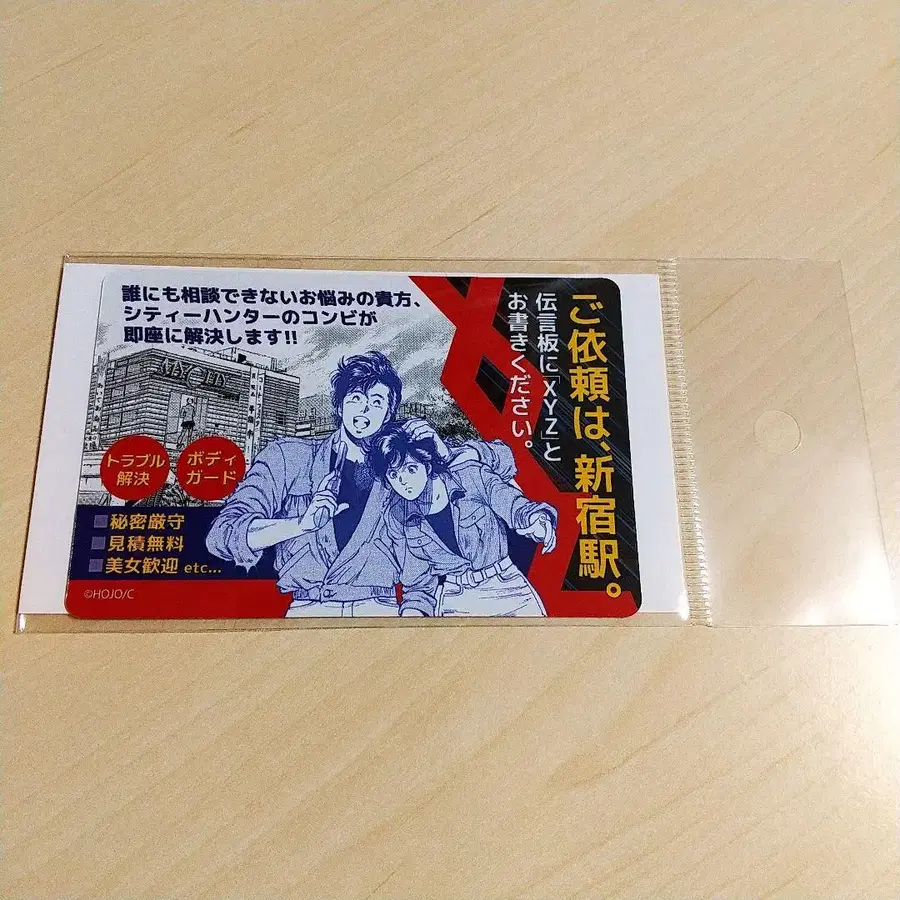 誰にも相談できないお悩みの貴方、
シティーハンターのコンビが
即座に解決します!!
ご依頼は、新宿駅。
伝言板に「XYZ」と
お書きください。
MY CITY
トラブル
解決
ボディ
ガード
■秘密厳守
■見積無料
■美女歓迎 etc...
©HOJO/C